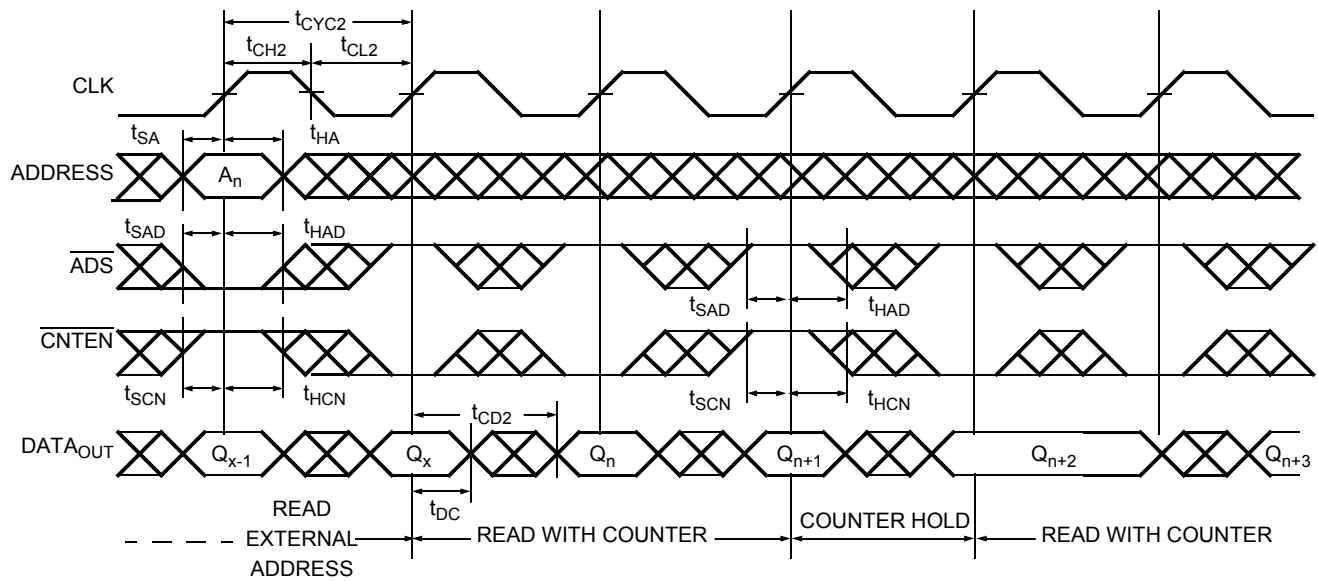 tCYC2
tCH2
tCL2
CLK
tSA
tHA
ADDRESS
An
tSAD
tHAD
ADS
tSAD
tHAD
CNTEN
tSCN
tHCN
tSCN
tHCN
tCD2
DATAOUT
Qx-1
Qx
Qn
Qn+1
Qn+2
Qn+3
tDC
READ
EXTERNAL
ADDRESS
READ WITH COUNTER
COUNTER HOLD
READ WITH COUNTER